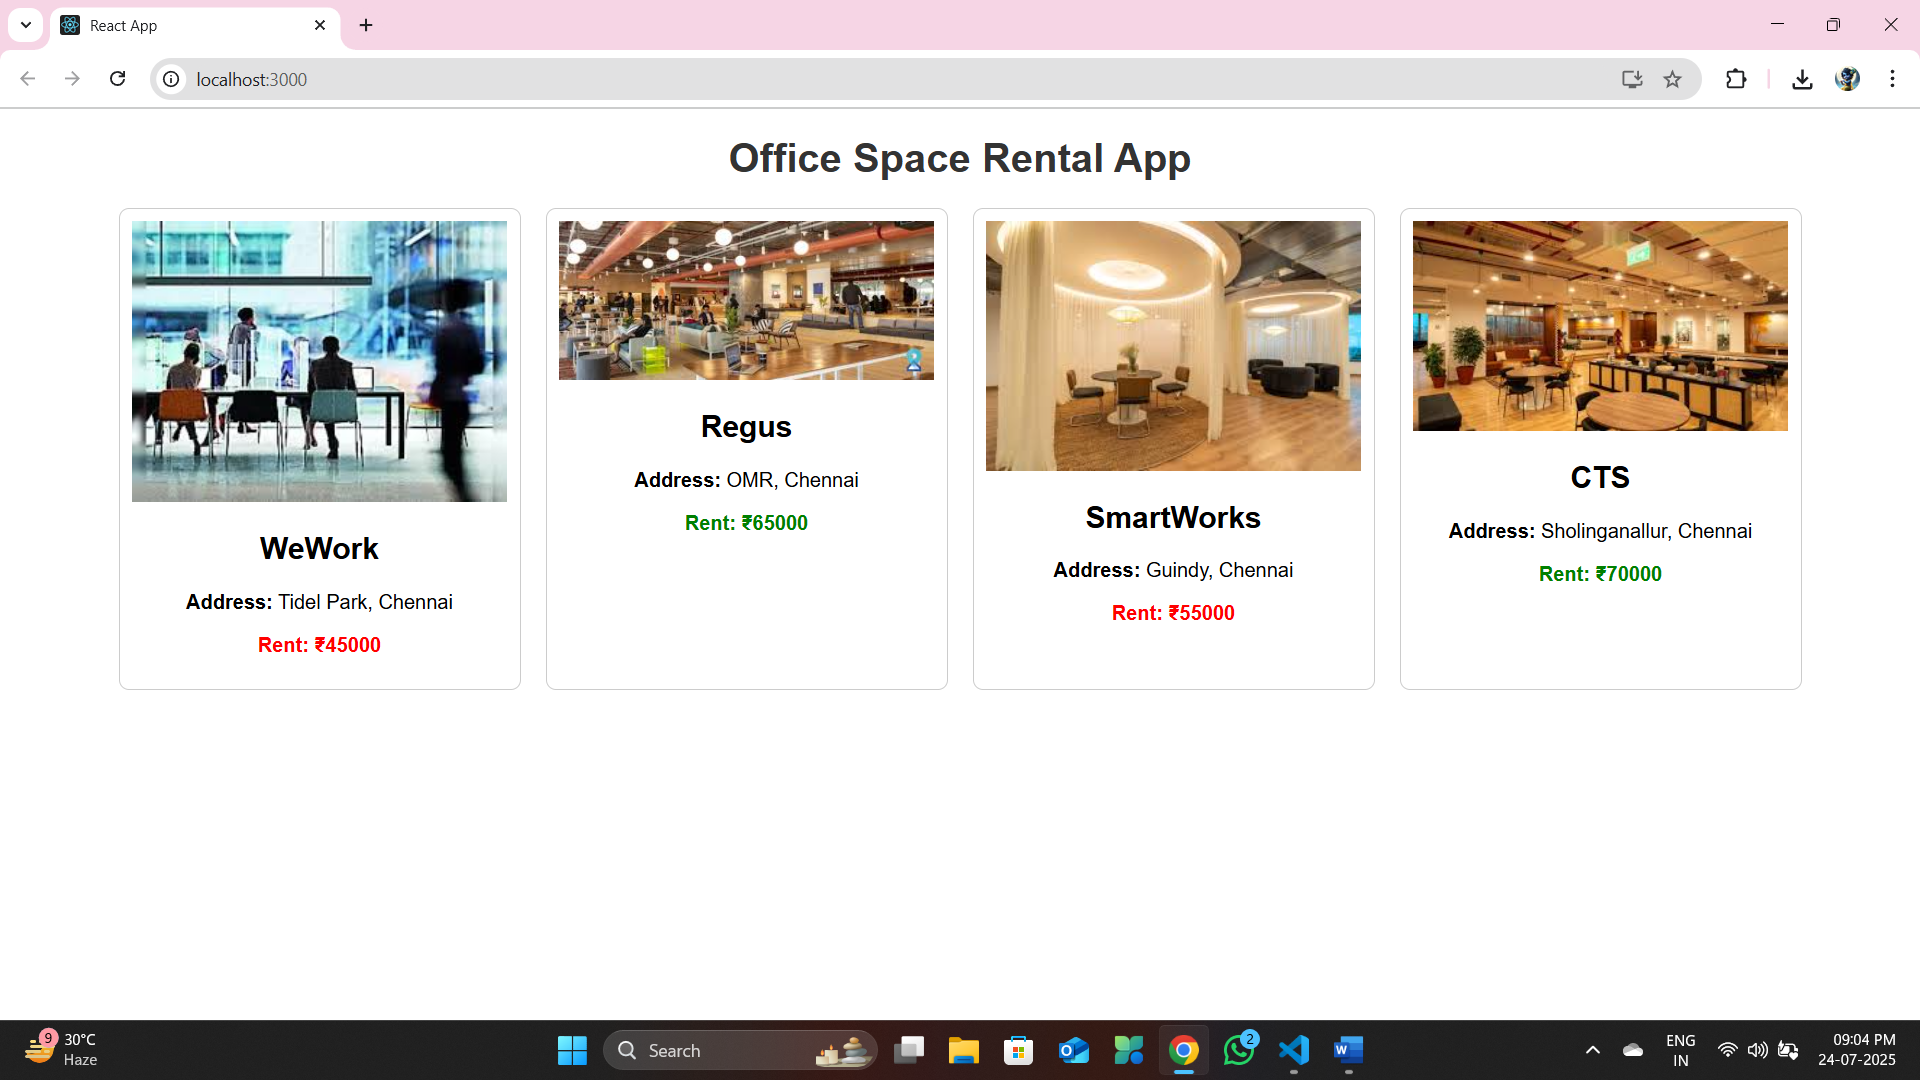 React App
localhost:3000
Office Space Rental App
WeWork
Address: Tidel Park, Chennai
Rent: ₹45000
Regus
Address: OMR, Chennai
Rent: ₹65000
SmartWorks
Address: Guindy, Chennai
Rent: ₹55000
CTS
Address: Sholinganallur, Chennai
Rent: ₹70000
9
30°C
Haze
Search
2
ENG
IN
09:04 PM
24-07-2025